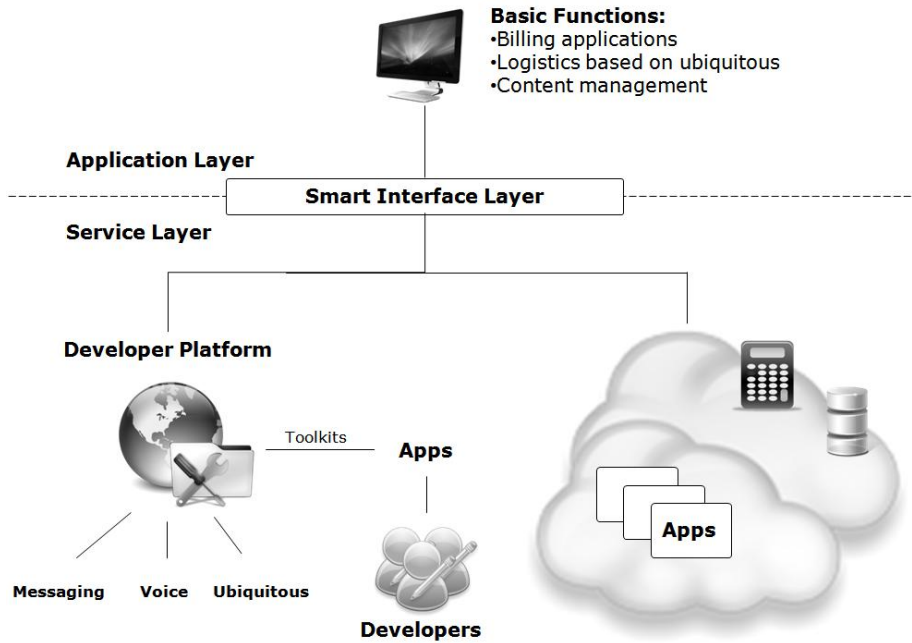 Basic Functions:
•Billing applications
•Logistics based on ubiquitous
•Content management
Application Layer
Smart Interface Layer
Service Layer
Developer Platform
Toolkits
Apps
Apps
Messaging
Voice
Ubiquitous
Developers